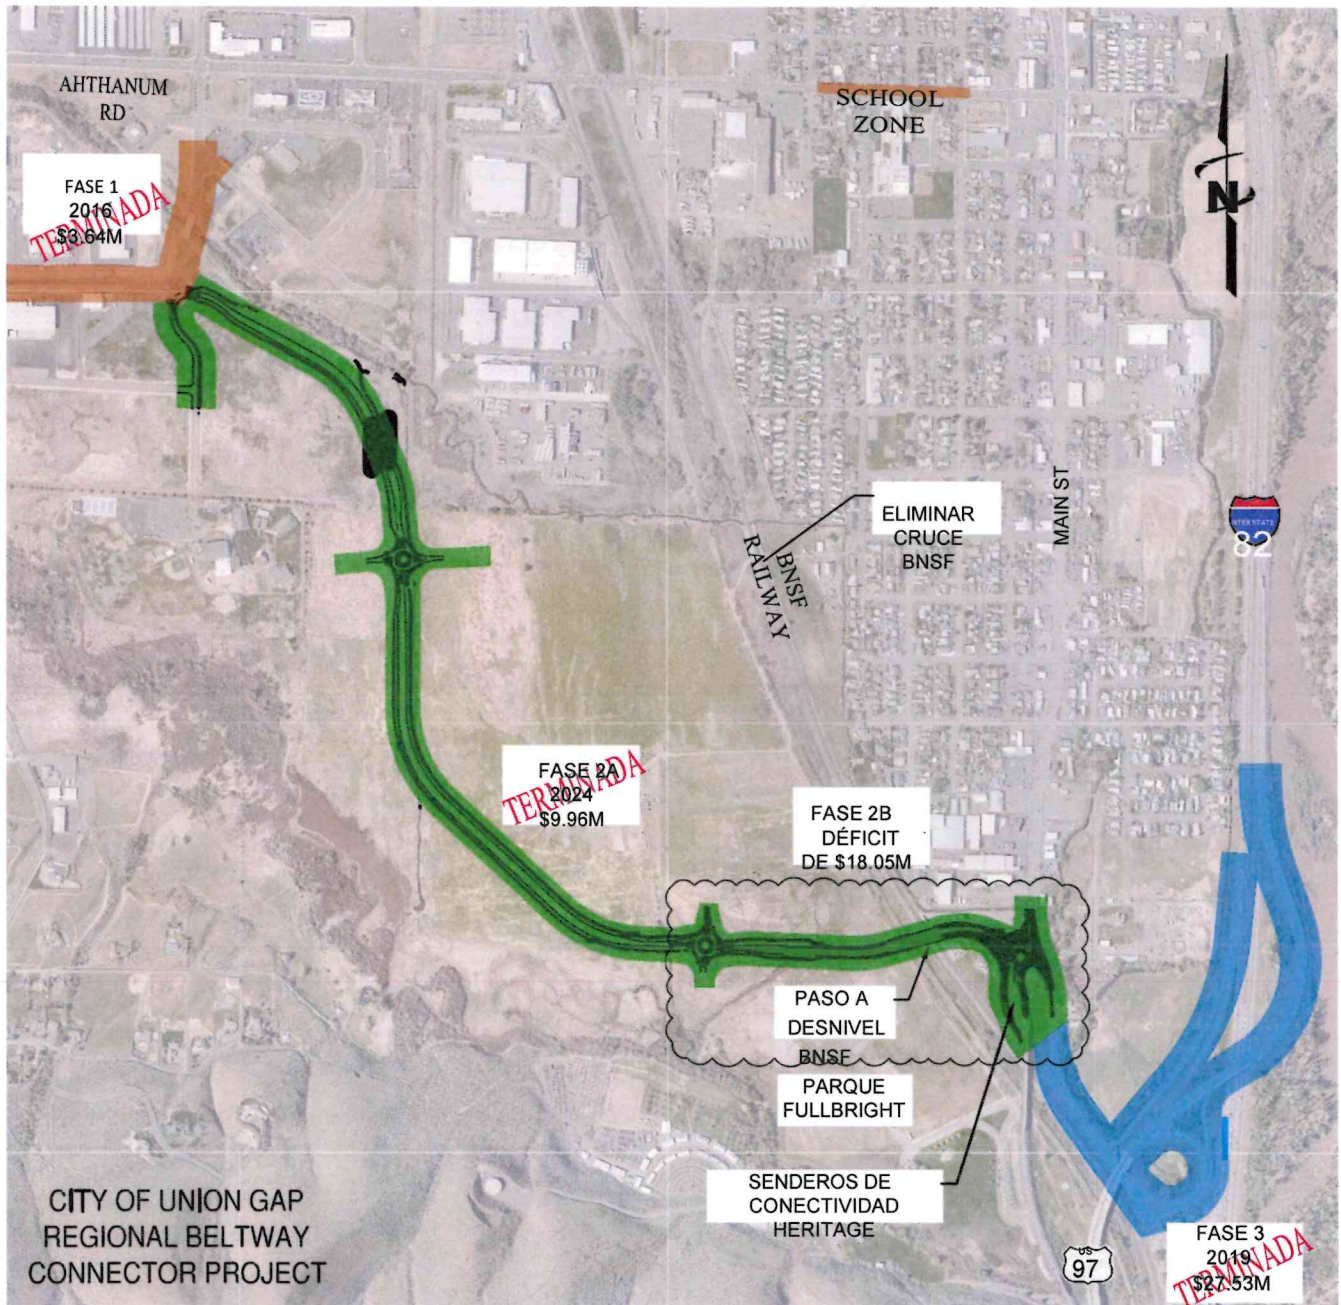 AHTHANUM
RD
SCHOOL
ZONE
FASE 1
2016
$3.64M
TERMINADA
N
ELIMINAR
CRUCE
BNSF
MAIN ST
INTERSTATE
82
BNSF
RAILWAY
FASE 2A
2024
$9.96M
TERMINADA
FASE 2B
DÉFICIT
DE $18.05M
PASO A
DESNIVEL
BNSF
PARQUE
FULLBRIGHT
SENDEROS DE
CONECTIVIDAD
HERITAGE
CITY OF UNION GAP
REGIONAL BELTWAY
CONNECTOR PROJECT
US
97
FASE 3
2019
$27.53M
TERMINADA